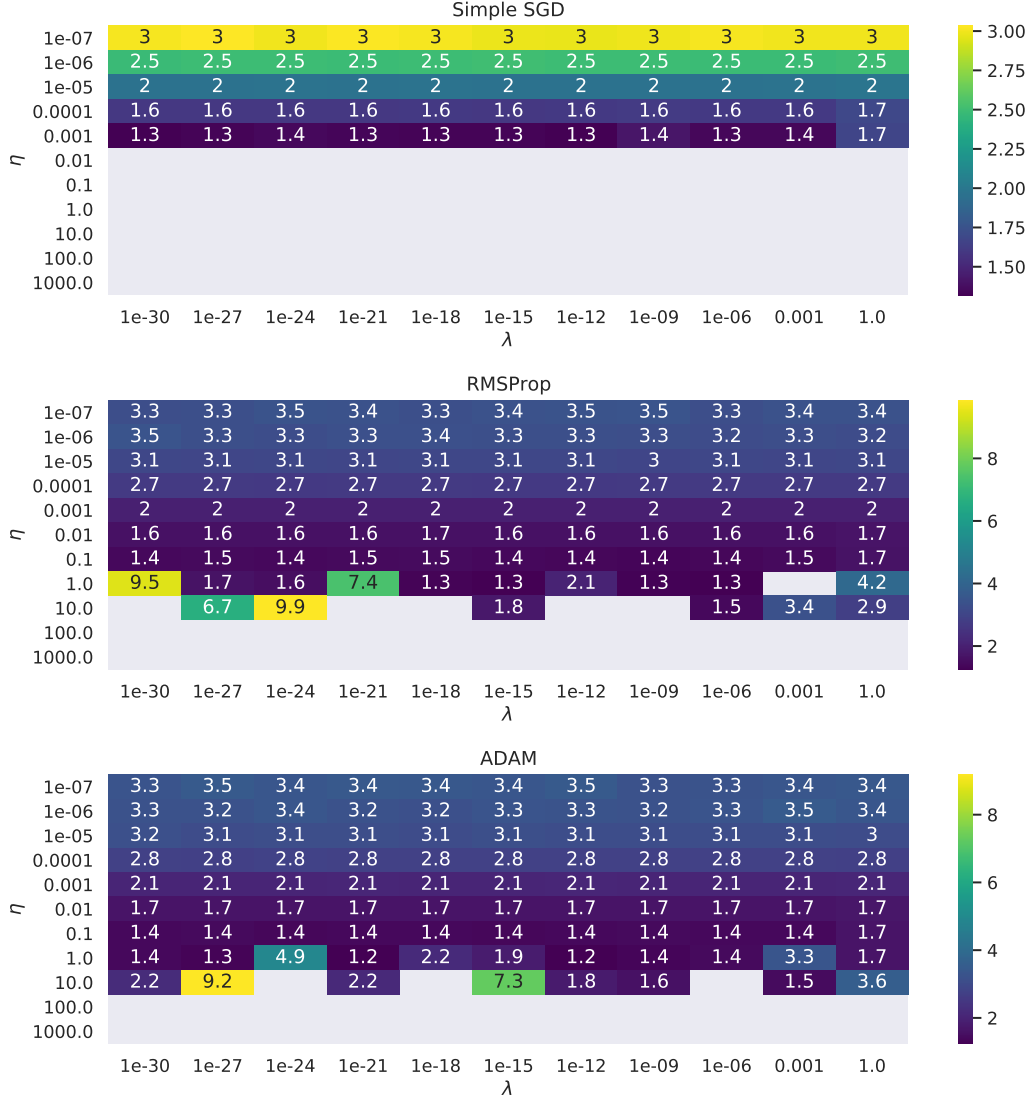 Simple SGD
1e-07 3 3 3 3 3 3 3 3 3 3 3 3.00
1e-06 2.5 2.5 2.5 2.5 2.5 2.5 2.5 2.5 2.5 2.5 2.5 2.75
1e-05 2 2 2 2 2 2 2 2 2 2 2 2.50
0.0001 1.6 1.6 1.6 1.6 1.6 1.6 1.6 1.6 1.6 1.6 1.7
0.001 1.3 1.3 1.4 1.3 1.3 1.3 1.3 1.4 1.3 1.4 1.7 2.25
η 0.01
0.1 2.00
1.0
10.0 1.75
100.0
1000.0 1.50
1e-30 1e-27 1e-24 1e-21 1e-18 1e-15 1e-12 1e-09 1e-06 0.001 1.0
λ
RMSProp
1e-07 3.3 3.3 3.5 3.4 3.3 3.4 3.5 3.5 3.3 3.4 3.4
1e-06 3.5 3.3 3.3 3.3 3.4 3.3 3.3 3.3 3.2 3.3 3.2
1e-05 3.1 3.1 3.1 3.1 3.1 3.1 3.1 3 3.1 3.1 3.1 8
0.0001 2.7 2.7 2.7 2.7 2.7 2.7 2.7 2.7 2.7 2.7 2.7
0.001 2 2 2 2 2 2 2 2 2 2 2
η 0.01 1.6 1.6 1.6 1.6 1.7 1.6 1.6 1.6 1.6 1.6 1.7 6
0.1 1.4 1.5 1.4 1.5 1.5 1.4 1.4 1.4 1.4 1.5 1.7
1.0 9.5 1.7 1.6 7.4 1.3 1.3 2.1 1.3 1.3 4.2 4
10.0 6.7 9.9 1.8 1.5 3.4 2.9
100.0
1000.0 2
1e-30 1e-27 1e-24 1e-21 1e-18 1e-15 1e-12 1e-09 1e-06 0.001 1.0
λ
ADAM
1e-07 3.3 3.5 3.4 3.4 3.4 3.4 3.5 3.3 3.3 3.4 3.4
1e-06 3.3 3.2 3.4 3.2 3.2 3.3 3.3 3.2 3.3 3.5 3.4
1e-05 3.2 3.1 3.1 3.1 3.1 3.1 3.1 3.1 3.1 3.1 3 8
0.0001 2.8 2.8 2.8 2.8 2.8 2.8 2.8 2.8 2.8 2.8 2.8
0.001 2.1 2.1 2.1 2.1 2.1 2.1 2.1 2.1 2.1 2.1 2.1 6
η 0.01 1.7 1.7 1.7 1.7 1.7 1.7 1.7 1.7 1.7 1.7 1.7
0.1 1.4 1.4 1.4 1.4 1.4 1.4 1.4 1.4 1.4 1.4 1.7
1.0 1.4 1.3 4.9 1.2 2.2 1.9 1.2 1.4 1.4 3.3 1.7 4
10.0 2.2 9.2 2.2 7.3 1.8 1.6 1.5 3.6
100.0
1000.0 2
1e-30 1e-27 1e-24 1e-21 1e-18 1e-15 1e-12 1e-09 1e-06 0.001 1.0
λ